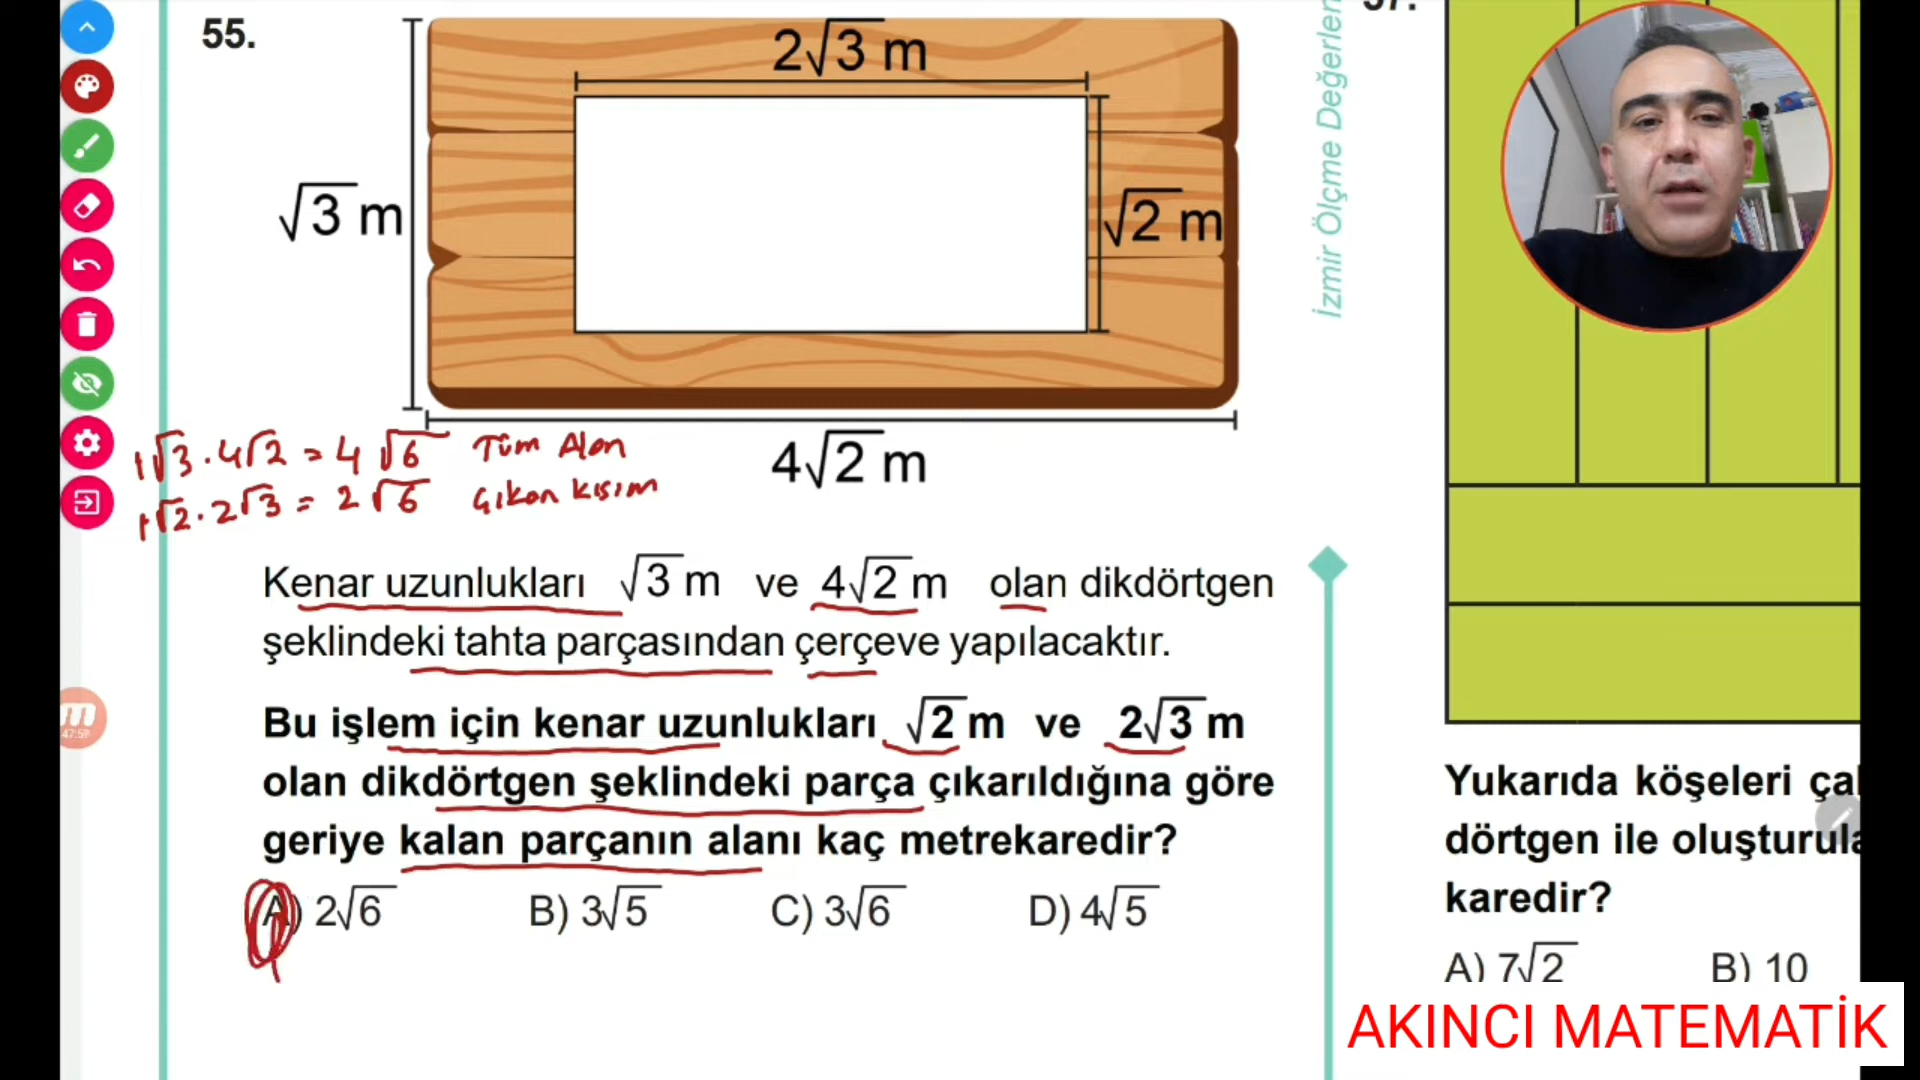 55.
2√3 m
√3 m
√2 m
4√2 m
1√3 . 4√2 = 4√6 Tüm Alan
1√2 . 2√3 = 2√6 Çıkan kısım
Kenar uzunlukları √3 m ve 4√2 m olan dikdörtgen
şeklindeki tahta parçasından çerçeve yapılacaktır.
Bu işlem için kenar uzunlukları √2 m ve 2√3 m
olan dikdörtgen şeklindeki parça çıkarıldığına göre
geriye kalan parçanın alanı kaç metrekaredir?
A) 2√6 B) 3√5 C) 3√6 D) 4√5
İzmir Ölçme Değerlen
Yukarıda köşeleri
dörtgen ile
karedir?
A) 7√2 B) 10
AKINCI MATEMATİK
47:59